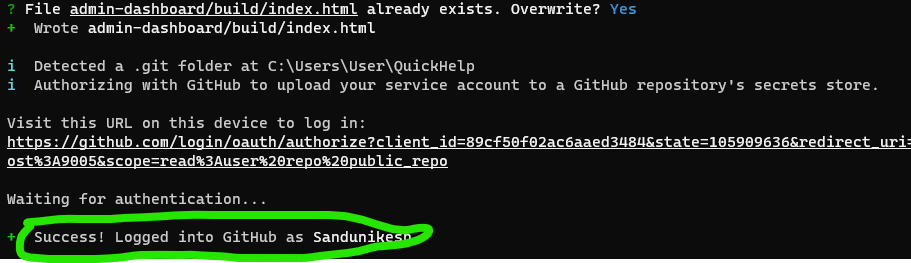 ? File admin-dashboard/build/index.html already exists. Overwrite? Yes
+ Wrote admin-dashboard/build/index.html
i Detected a .git folder at C:\Users\User\QuickHelp
i Authorizing with GitHub to upload your service account to a GitHub repository's secrets store.
Visit this URL on this device to log in:
https://github.com/login/oauth/authorize?client_id=89cf50f02ac6aaed3484&state=105909636&redirect_uri=
ost%3A9005&scope=read%3Auser%20repo%20public_repo
Waiting for authentication...
+ Success! Logged into GitHub as Sandunikesh